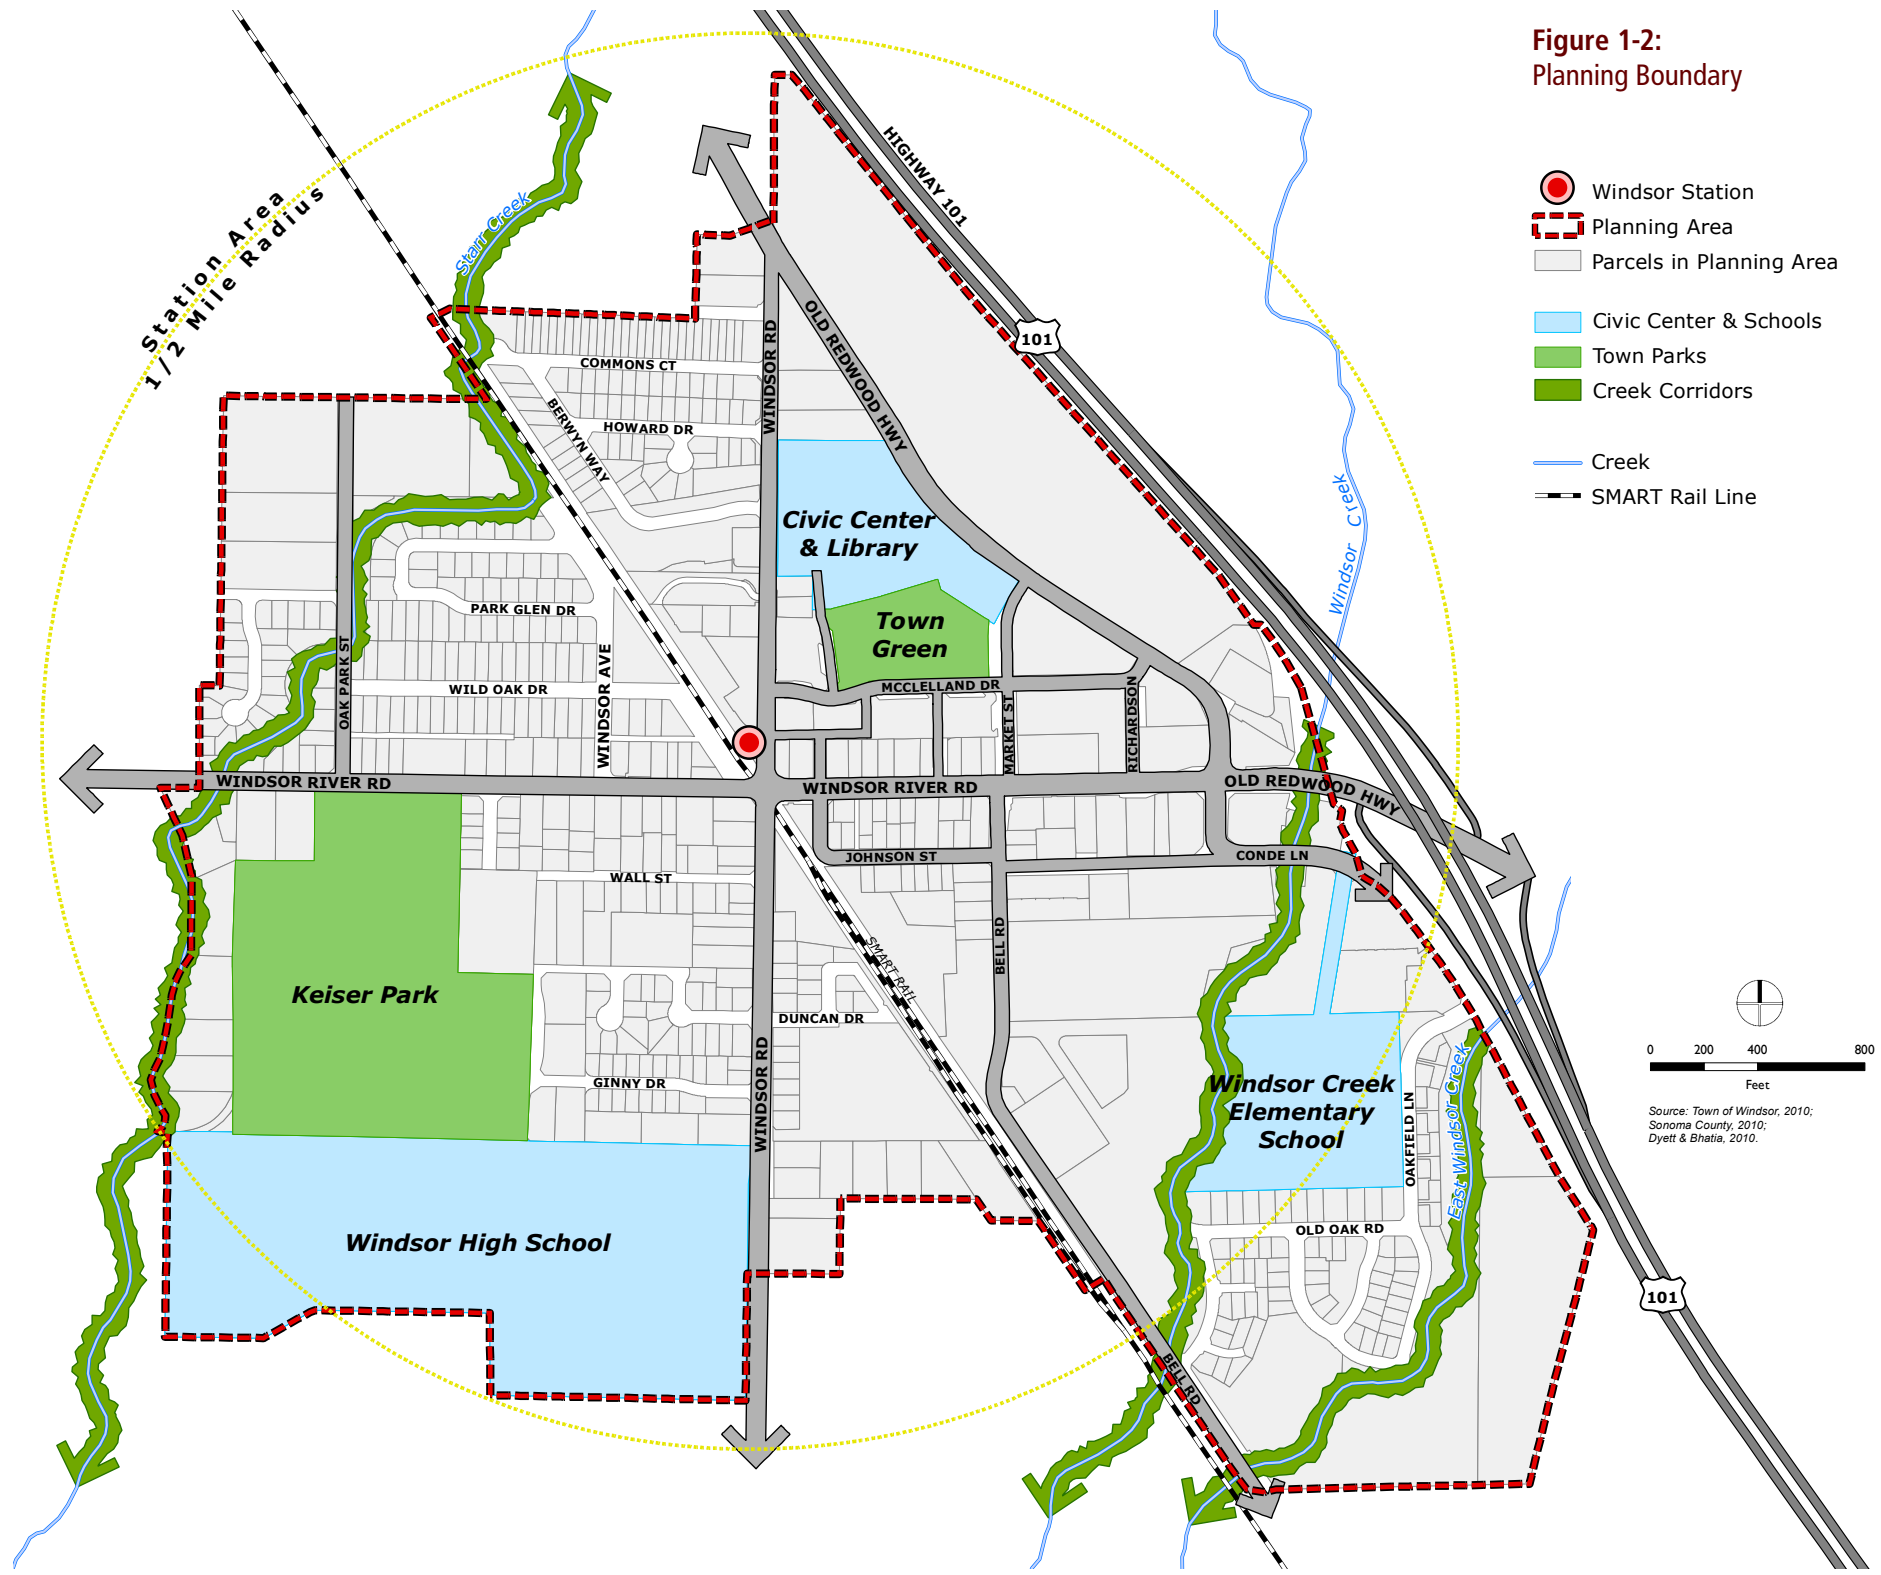 Figure 1-2:
Planning Boundary
Windsor Station
Planning Area
Parcels in Planning Area
Civic Center & Schools
Town Parks
Creek Corridors
Creek
SMART Rail Line
Station Area
1/2 Mile Radius
Starr Creek
HIGHWAY 101
101
WINDSOR RD
OLD REDWOOD HWY
COMMONS CT
BERWYN WAY
HOWARD DR
Windsor Creek
Civic Center
& Library
Town
Green
PARK GLEN DR
OAK PARK ST
WINDSOR AVE
WILD OAK DR
MCCLELLAND DR
MARKET ST
RICHARDSON
WINDSOR RIVER RD
WINDSOR RIVER RD
OLD REDWOOD HWY
JOHNSON ST
CONDE LN
WALL ST
BELL RD
SMART RAIL
Keiser Park
DUNCAN DR
GINNY DR
WINDSOR RD
Windsor Creek
Elementary
School
OAKFIELD LN
East Windsor Creek
OLD OAK RD
Windsor High School
BELL RD
101
0 200 400 800
Feet
Source: Town of Windsor, 2010;
Sonoma County, 2010;
Dyett & Bhatia, 2010.